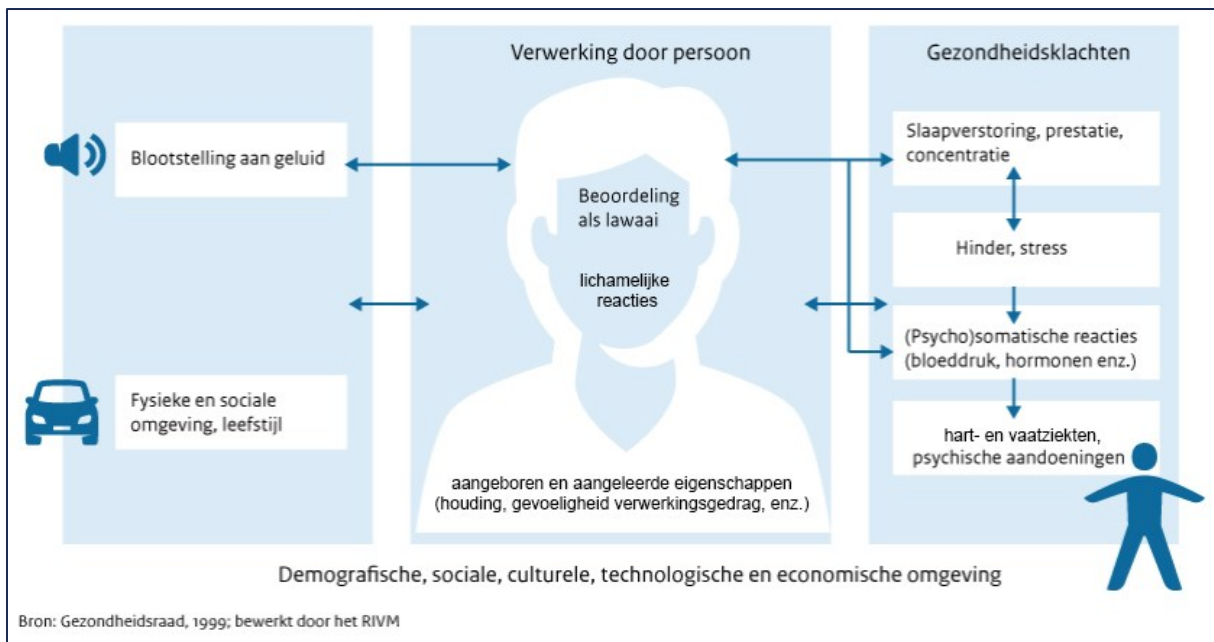 Verwerking door persoon
Gezondheidsklachten
Blootstelling aan geluid
Fysieke en sociale
omgeving, leefstijl
Beoordeling
als lawaai
lichamelijke
reacties
aangeboren en aangeleerde eigenschappen
(houding, gevoeligheid verwerkingsgedrag, enz.)
Slaapverstoring, prestatie,
concentratie
Hinder, stress
(Psycho)somatische reacties
(bloeddruk, hormonen enz.)
hart- en vaatziekten,
psychische aandoeningen
Demografische, sociale, culturele, technologische en economische omgeving
Bron: Gezondheidsraad, 1999; bewerkt door het RIVM